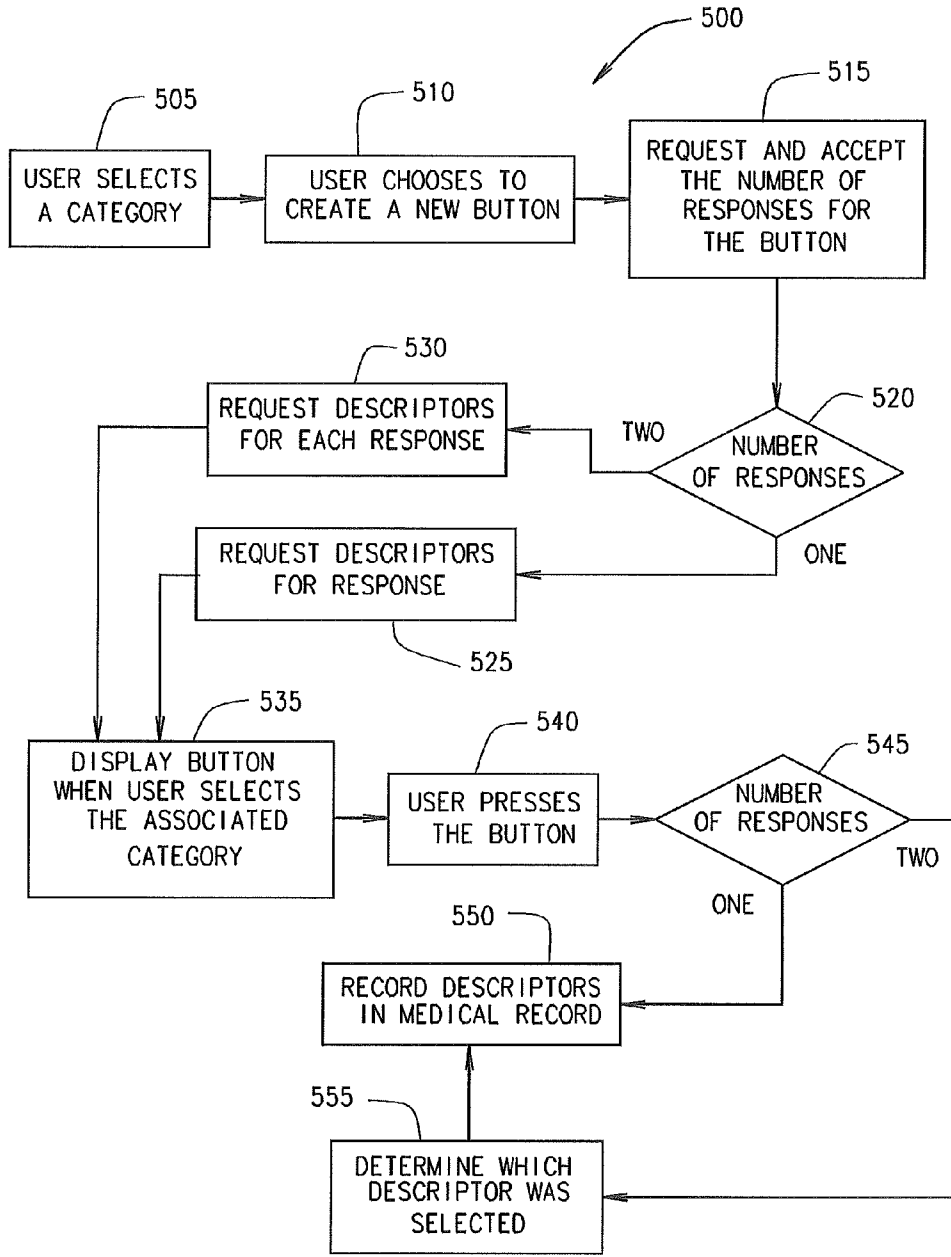 500
505
510
515
USER SELECTS
A CATEGORY
USER CHOOSES TO
CREATE A NEW BUTTON
REQUEST AND ACCEPT
THE NUMBER OF
RESPONSES FOR
THE BUTTON
530
520
REQUEST DESCRIPTORS
FOR EACH RESPONSE
TWO
NUMBER
OF RESPONSES
ONE
REQUEST DESCRIPTORS
FOR RESPONSE
525
535
540
545
DISPLAY BUTTON
WHEN USER SELECTS
THE ASSOCIATED
CATEGORY
USER PRESSES
THE BUTTON
NUMBER
OF RESPONSES
TWO
ONE
550
RECORD DESCRIPTORS
IN MEDICAL RECORD
555
DETERMINE WHICH
DESCRIPTOR WAS
SELECTED